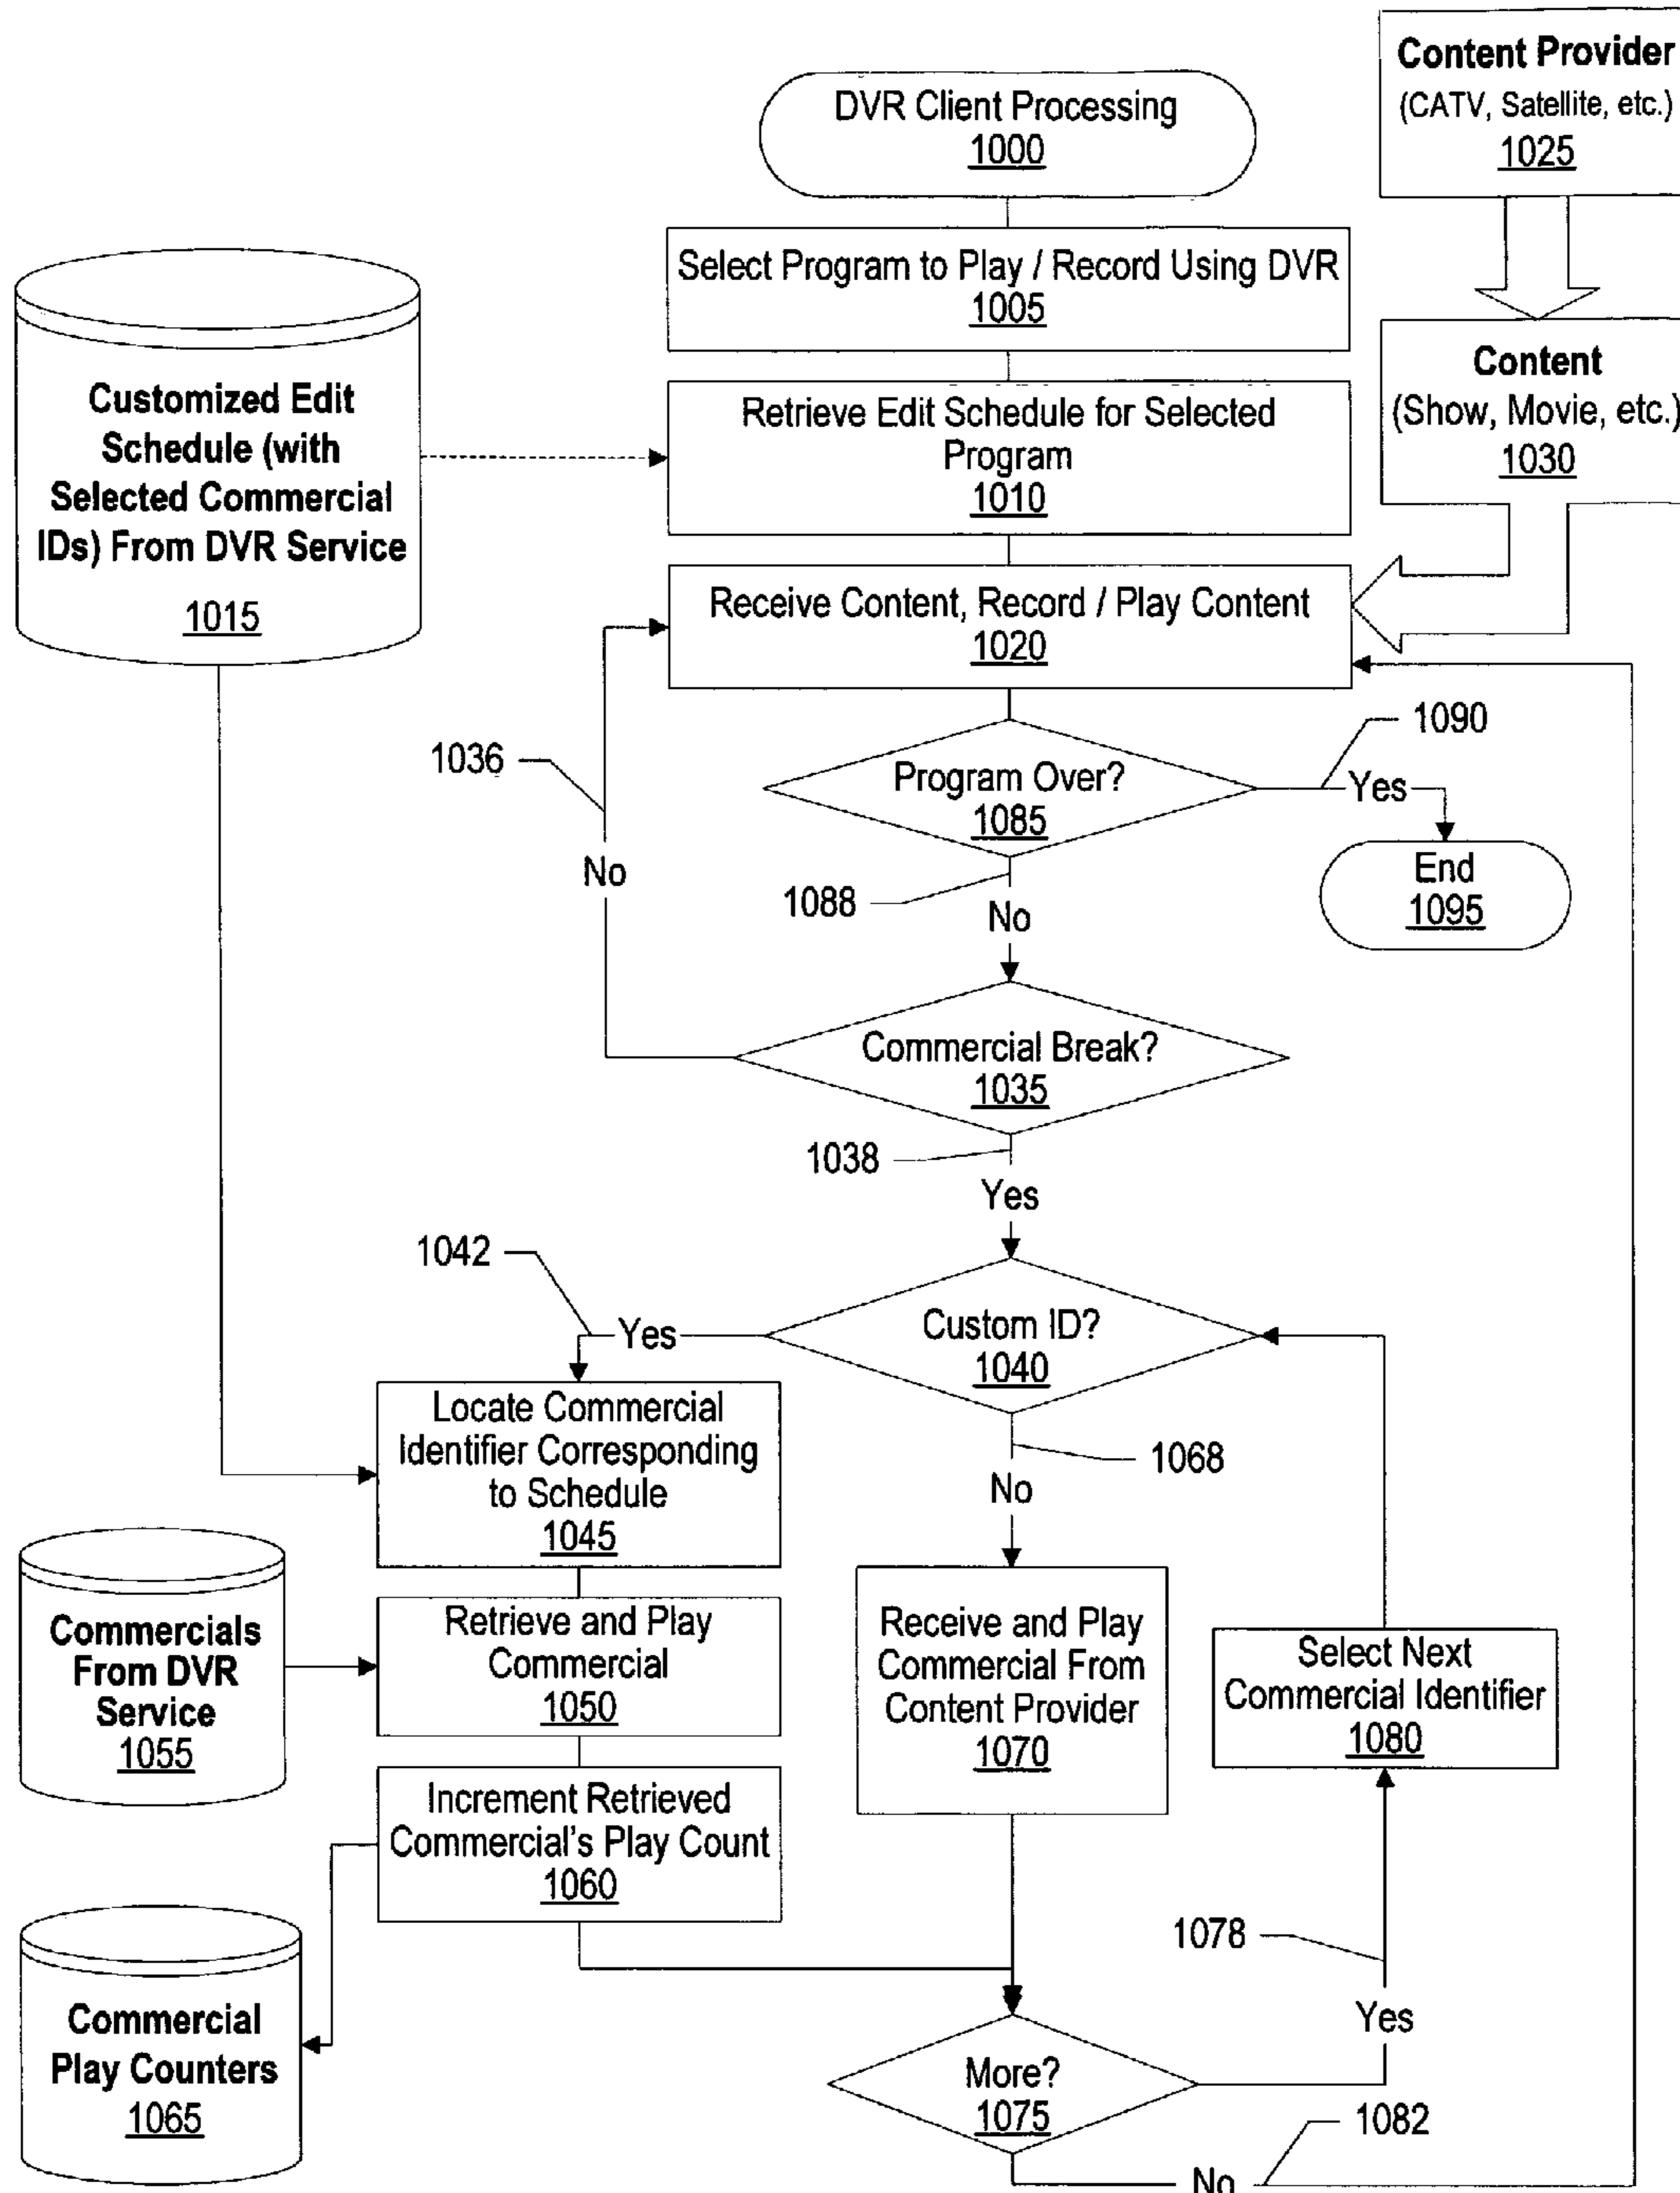 DVR Client Processing
1000
Content Provider
(CATV, Satellite, etc.)
1025
Select Program to Play / Record Using DVR
1005
Customized Edit
Schedule (with
Selected Commercial
IDs) From DVR Service
1015
Retrieve Edit Schedule for Selected
Program
1010
Content
(Show, Movie, etc.)
1030
Receive Content, Record / Play Content
1020
1036
No
Program Over?
1085
1090
Yes
End
1095
1088
No
Commercial Break?
1035
1038
Yes
1042
Yes
Custom ID?
1040
Locate Commercial
Identifier Corresponding
to Schedule
1045
1068
No
Commercials
From DVR
Service
1055
Retrieve and Play
Commercial
1050
Receive and Play
Commercial From
Content Provider
1070
Select Next
Commercial Identifier
1080
Increment Retrieved
Commercial's Play Count
1060
Commercial
Play Counters
1065
1078
Yes
More?
1075
1082
No